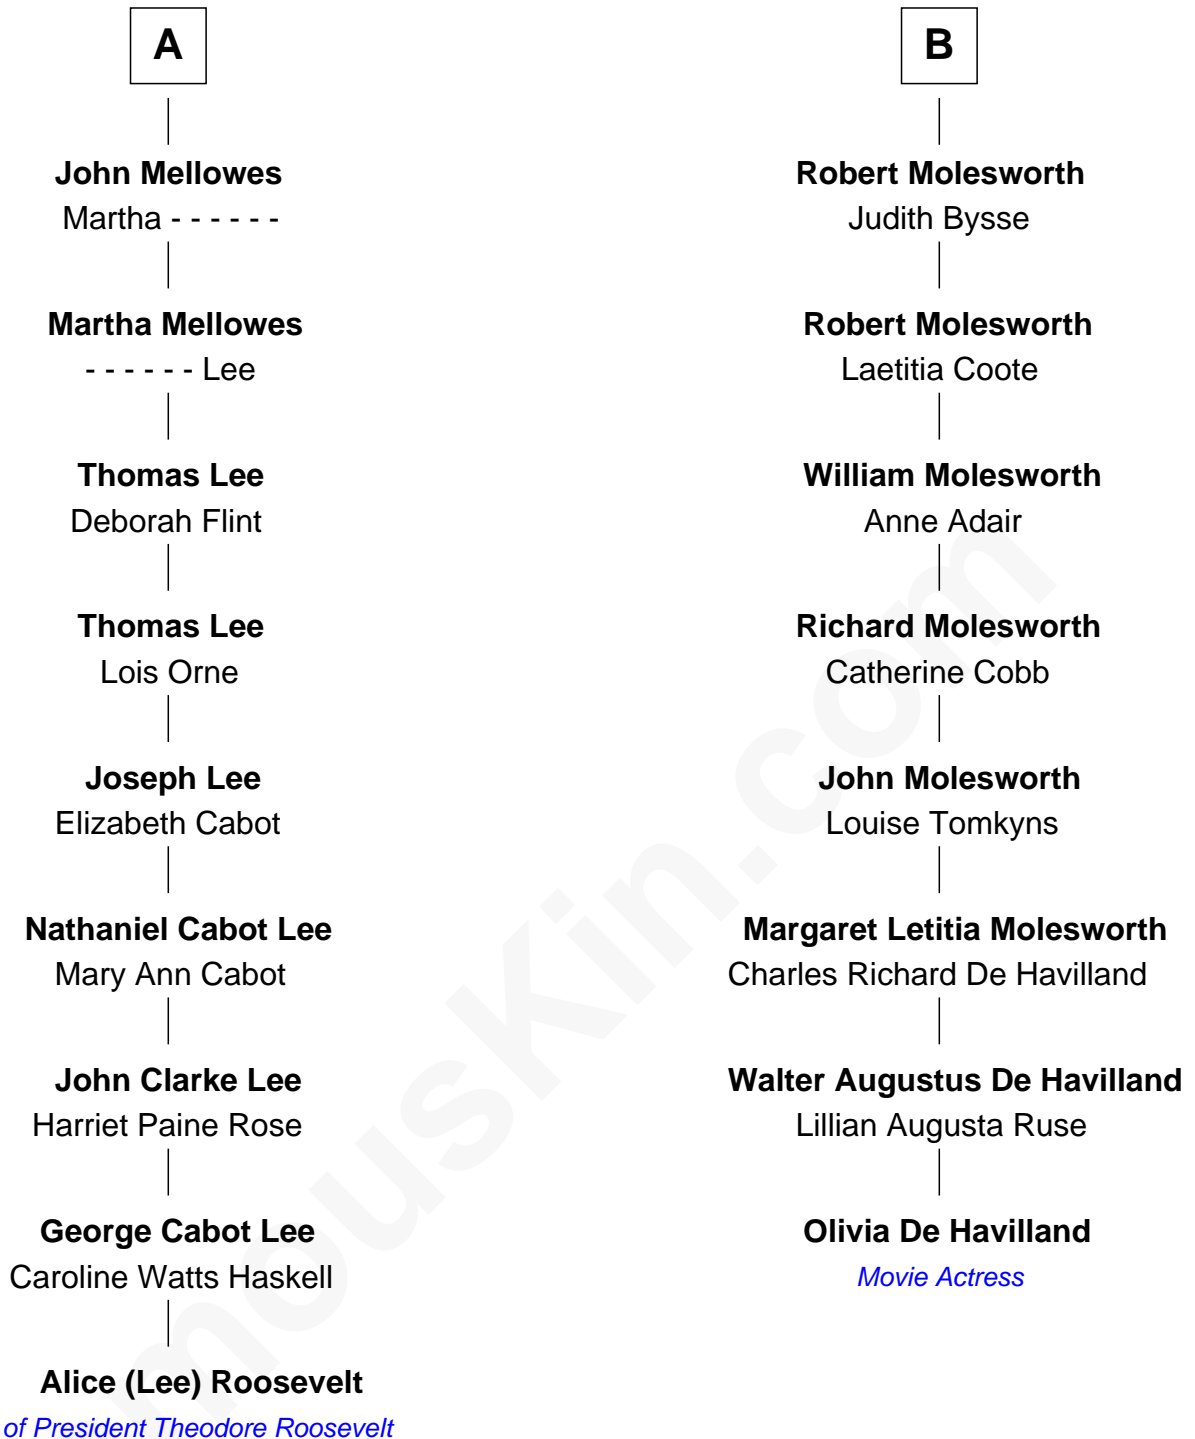 A
John Mellowes
Martha - - - - - -
Martha Mellowes
- - - - - - Lee
Thomas Lee
Deborah Flint
Thomas Lee
Lois Orne
Joseph Lee
Elizabeth Cabot
Nathaniel Cabot Lee
Mary Ann Cabot
John Clarke Lee
Harriet Paine Rose
George Cabot Lee
Caroline Watts Haskell
Alice (Lee) Roosevelt
of President Theodore Roosevelt
B
Robert Molesworth
Judith Bysse
Robert Molesworth
Laetitia Coote
William Molesworth
Anne Adair
Richard Molesworth
Catherine Cobb
John Molesworth
Louise Tomkyns
Margaret Letitia Molesworth
Charles Richard De Havilland
Walter Augustus De Havilland
Lillian Augusta Ruse
Olivia De Havilland
Movie Actress
mousKin.com